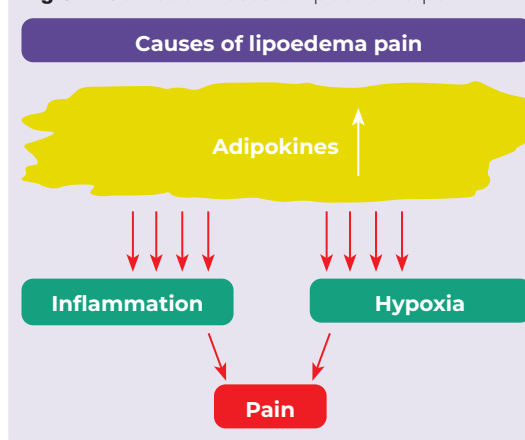 Causes of lipoedema pain
Adipokines
Inflammation
Hypoxia
Pain